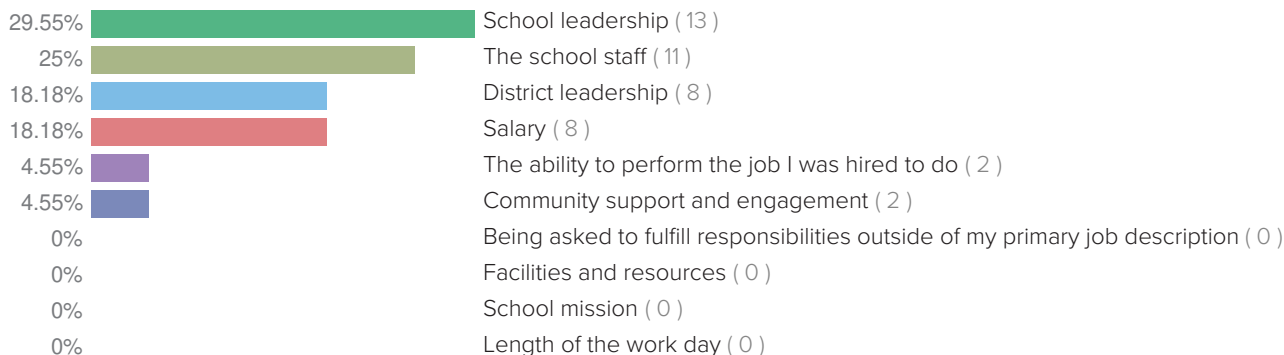 29.55% School leadership ( 13 )
25% The school staff ( 11 )
18.18% District leadership ( 8 )
18.18% Salary ( 8 )
4.55% The ability to perform the job I was hired to do ( 2 )
4.55% Community support and engagement ( 2 )
0% Being asked to fulfill responsibilities outside of my primary job description ( 0 )
0% Facilities and resources ( 0 )
0% School mission ( 0 )
0% Length of the work day ( 0 )